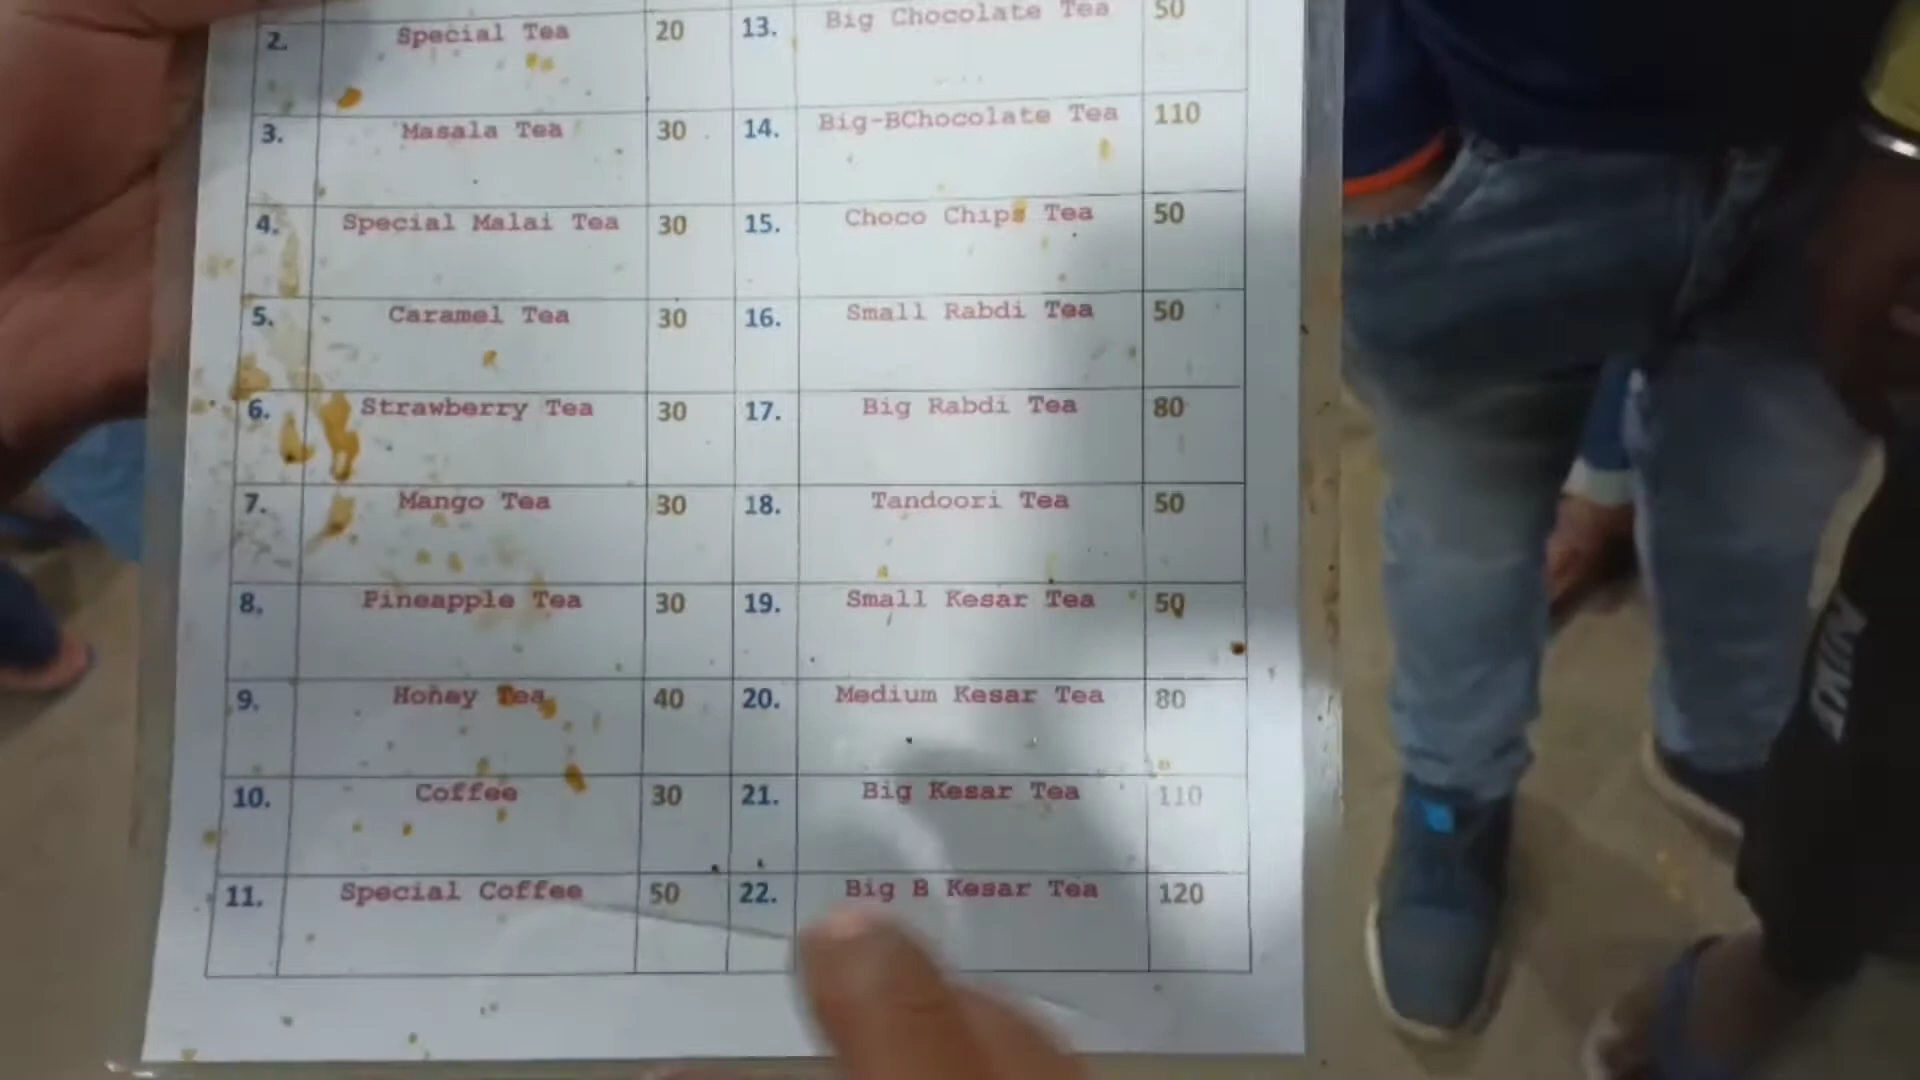 2. Special Tea 20 13. Big Chocolate Tea 50
3. Masala Tea 30 14. Big-BChocolate Tea 110
4. Special Malai Tea 30 15. Choco Chips Tea 50
5. Caramel Tea 30 16. Small Rabdi Tea 50
6. Strawberry Tea 30 17. Big Rabdi Tea 80
7. Mango Tea 30 18. Tandoori Tea 50
8. Pineapple Tea 30 19. Small Kesar Tea 50
9. Honey Tea 40 20. Medium Kesar Tea 80
10. Coffee 30 21. Big Kesar Tea 110
11. Special Coffee 50 22. Big B Kesar Tea 120
NIKE